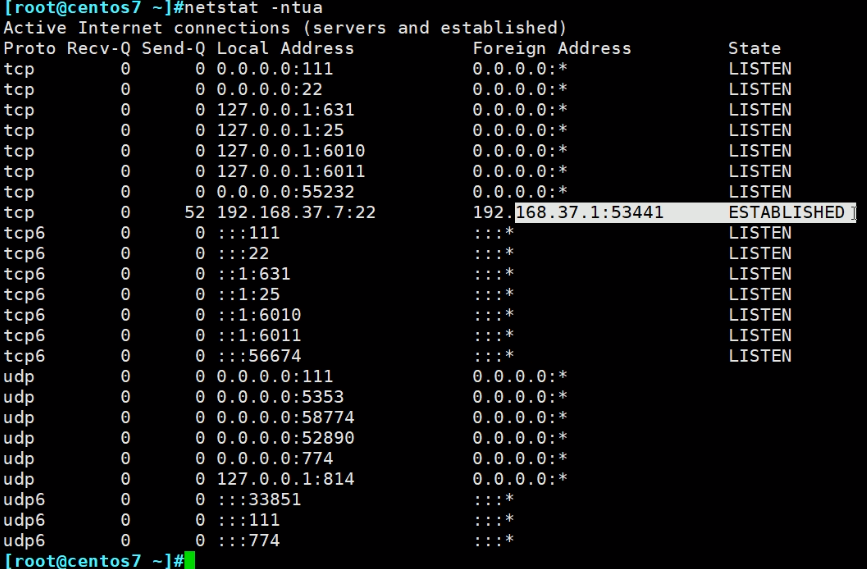 [root@centos7 ~]#netstat -ntua
Active Internet connections (servers and established)
Proto Recv-Q Send-Q Local Address           Foreign Address         State
tcp        0      0 0.0.0.0:111             0.0.0.0:*               LISTEN
tcp        0      0 0.0.0.0:22              0.0.0.0:*               LISTEN
tcp        0      0 127.0.0.1:631           0.0.0.0:*               LISTEN
tcp        0      0 127.0.0.1:25            0.0.0.0:*               LISTEN
tcp        0      0 127.0.0.1:6010          0.0.0.0:*               LISTEN
tcp        0      0 127.0.0.1:6011          0.0.0.0:*               LISTEN
tcp        0      0 0.0.0.0:55232           0.0.0.0:*               LISTEN
tcp        0     52 192.168.37.7:22         192.168.37.1:53441      ESTABLISHED
tcp6       0      0 :::111                  :::*                    LISTEN
tcp6       0      0 :::22                   :::*                    LISTEN
tcp6       0      0 ::1:631                 :::*                    LISTEN
tcp6       0      0 ::1:25                  :::*                    LISTEN
tcp6       0      0 ::1:6010                :::*                    LISTEN
tcp6       0      0 ::1:6011                :::*                    LISTEN
tcp6       0      0 :::56674                :::*                    LISTEN
udp        0      0 0.0.0.0:111             0.0.0.0:*
udp        0      0 0.0.0.0:5353            0.0.0.0:*
udp        0      0 0.0.0.0:58774           0.0.0.0:*
udp        0      0 0.0.0.0:52890           0.0.0.0:*
udp        0      0 0.0.0.0:774             0.0.0.0:*
udp        0      0 127.0.0.1:814           0.0.0.0:*
udp6       0      0 :::33851                :::*
udp6       0      0 :::111                  :::*
udp6       0      0 :::774                  :::*
[root@centos7 ~]#